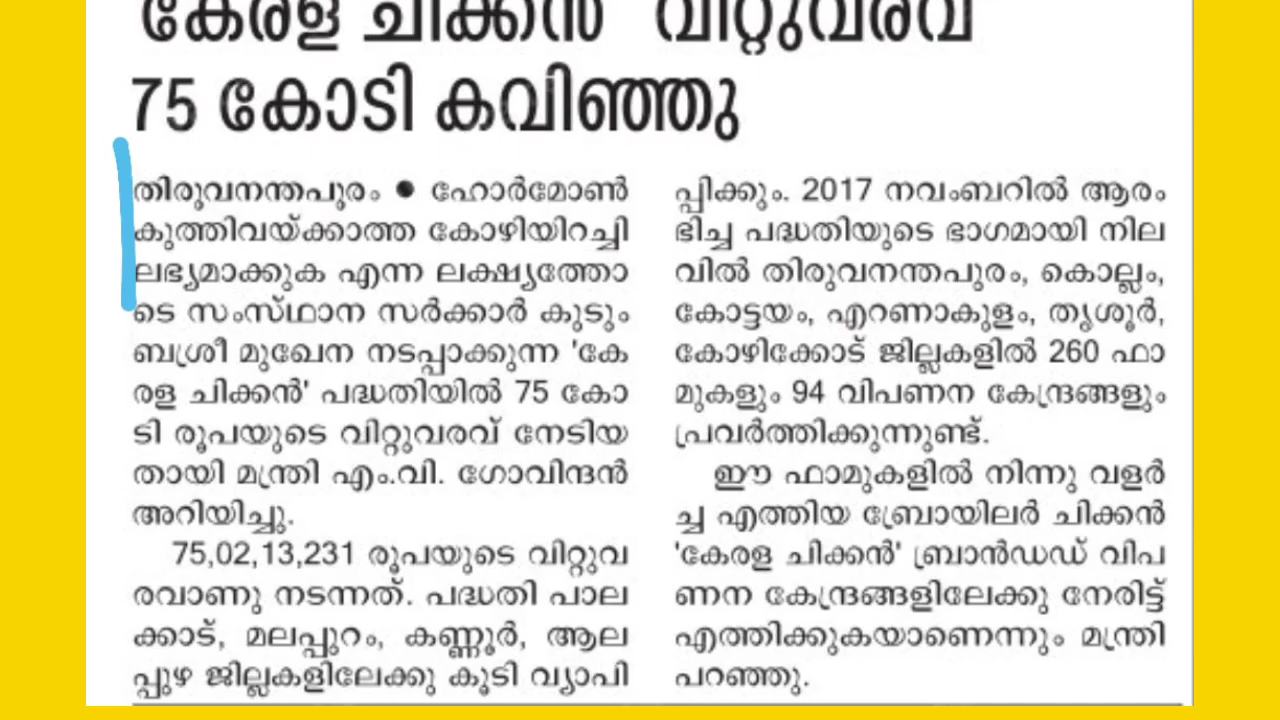 'കേരള ചിക്കൻ' വിറ്റുവരവ്
75 കോടി കവിഞ്ഞു
തിരുവനന്തപുരം ● ഹോർമോൺ
കുത്തിവയ്ക്കാത്ത കോഴിയിറച്ചി
ലഭ്യമാക്കുക എന്ന ലക്ഷ്യത്തോ
ടെ സംസ്ഥാന സർക്കാർ കുടും
ബശ്രീ മുഖേന നടപ്പാക്കുന്ന 'കേ
രള ചിക്കൻ' പദ്ധതിയിൽ 75 കോ
ടി രൂപയുടെ വിറ്റുവരവ് നേടിയ
തായി മന്ത്രി എം.വി. ഗോവിന്ദൻ
അറിയിച്ചു.
75,02,13,231 രൂപയുടെ വിറ്റുവ
രവാണു നടന്നത്. പദ്ധതി പാല
ക്കാട്, മലപ്പുറം, കണ്ണൂർ, ആല
പ്പുഴ ജില്ലകളിലേക്കു കൂടി വ്യാപി
പ്പിക്കും. 2017 നവംബറിൽ ആരം
ഭിച്ച പദ്ധതിയുടെ ഭാഗമായി നില
വിൽ തിരുവനന്തപുരം, കൊല്ലം,
കോട്ടയം, എറണാകുളം, തൃശൂർ,
കോഴിക്കോട് ജില്ലകളിൽ 260 ഫാ
മുകളും 94 വിപണന കേന്ദ്രങ്ങളും
പ്രവർത്തിക്കുന്നുണ്ട്.
ഈ ഫാമുകളിൽ നിന്നു വളർ
ച്ച എത്തിയ ബ്രോയിലർ ചിക്കൻ
'കേരള ചിക്കൻ' ബ്രാൻഡഡ് വിപ
ണന കേന്ദ്രങ്ങളിലേക്കു നേരിട്ട്
എത്തിക്കുകയാണെന്നും മന്ത്രി
പറഞ്ഞു.